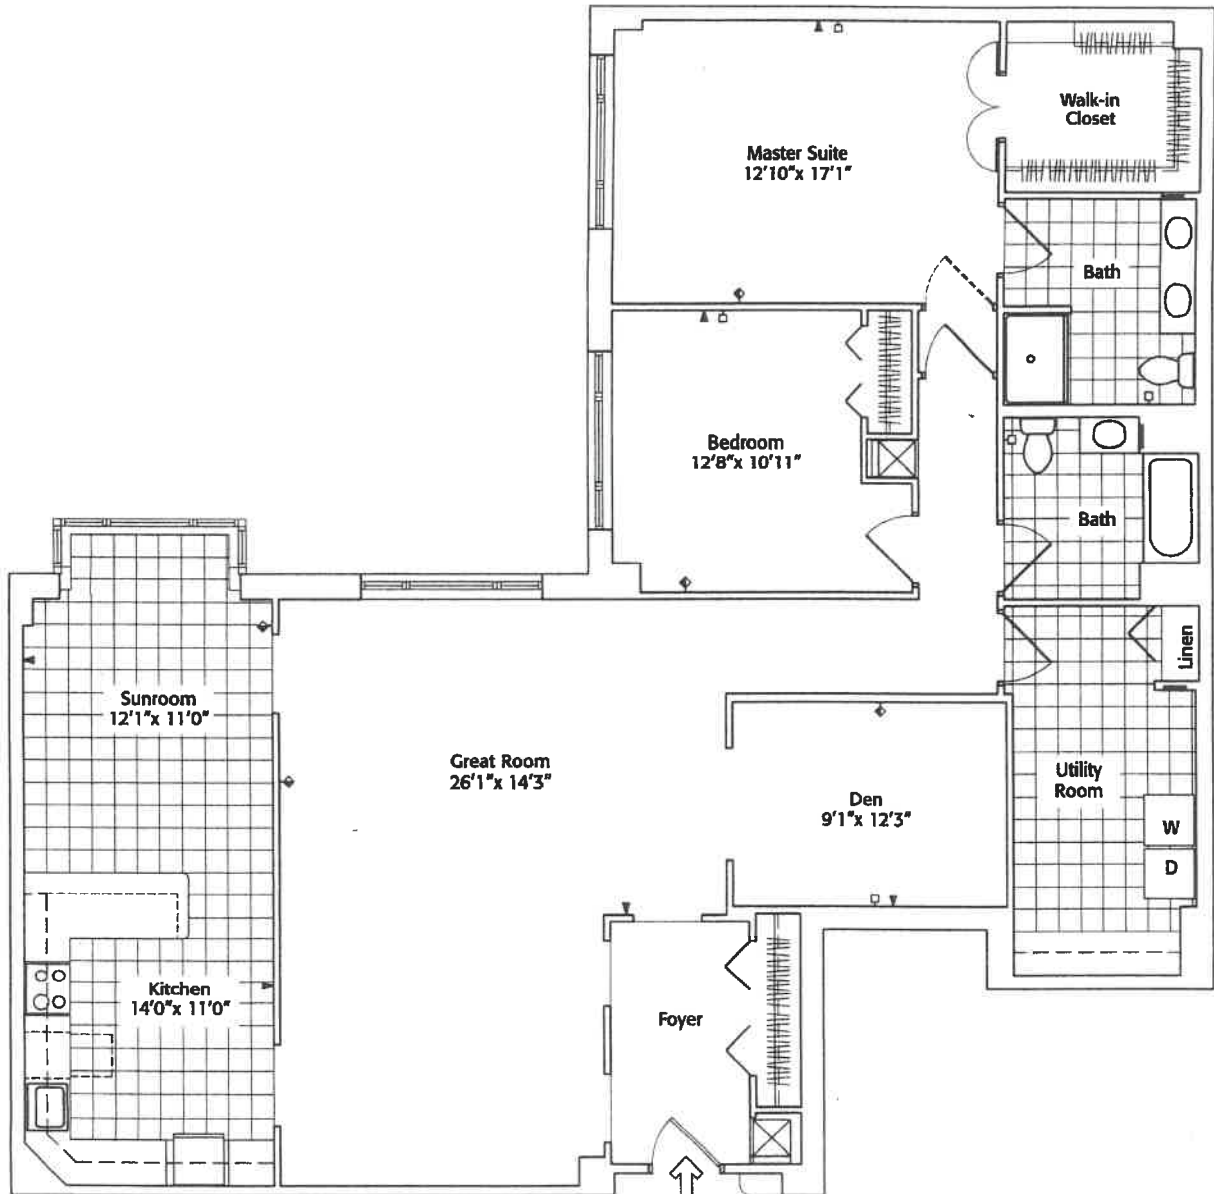 Walk-in
Closet
Master Suite
12'10"x 17'1"
Bath
Bedroom
12'8"x 10'11"
Bath
Linen
Sunroom
12'1"x 11'0"
Great Room
26'1"x 14'3"
Utility
Room
Den
9'1"x 12'3"
W
D
Kitchen
14'0"x 11'0"
Foyer